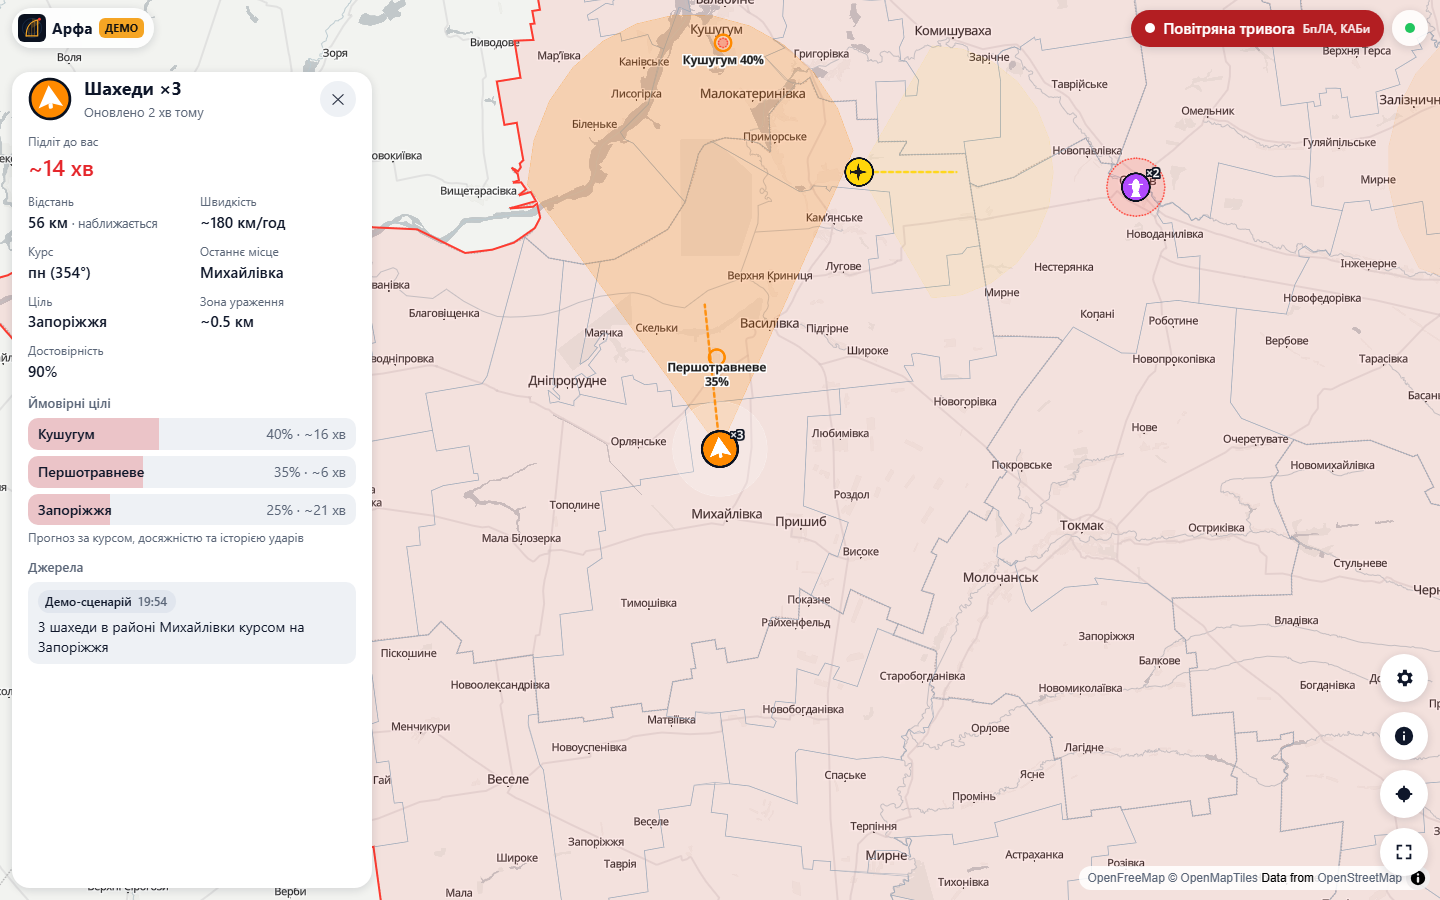 Арфа ДЕМО
Повітряна тривога БпЛА, КАБи
Шахеди ×3
Оновлено 2 хв тому
Підліт до вас
~14 хв
Відстань
56 км · наближається
Швидкість
~180 км/год
Курс
пн (354°)
Останнє місце
Михайлівка
Ціль
Запоріжжя
Зона ураження
~0.5 км
Достовірність
90%
Ймовірні цілі
Кушугум 40% · ~16 хв
Першотравневе 35% · ~6 хв
Запоріжжя 25% · ~21 хв
Прогноз за курсом, досяжністю та історією ударів
Джерела
Демо-сценарій 19:54
3 шахеди в районі Михайлівки курсом на
Запоріжжя
Воля
Зоря
Виводове
Мар'ївка
Кушугум
Кушугум 40%
Канівське
Григорівка
Комишуваха
Зарічне
Верхня Терса
Таврійське
Лисогірка
Малокатеринівка
Омельник
Біленьке
Приморське
Гуляйпільське
Новопавлівка
Мирне
Вищетарасівка
×2
Кам'янське
Новоданилівка
Лугове
Верхня Криниця
Нестерянка
Інженерне
Мирне
Новофедорівка
Благовіщенка
Копані
Роботине
Маячка
Скельки
Василівка
Підгірне
Вербове
Широке
Новопрокопівка
Тарасівка
Першотравневе
35%
Дніпрорудне
Новогорівка
Нове
×3
Орлянське
Любимівка
Очеретувате
Покровське
Новомихайлівка
Роздол
Тополине
Михайлівка
Пришиб
Токмак
Остриківка
Мала Білозерка
Високе
Стульневе
Молочанськ
Тимошівка
Показне
Райхенфельд
Владівка
Запоріжжя
Піскошине
Балкове
Старобогданівка
Новоолександрівка
Новомиколаївка
Богданівка
Матвіївка
Новобогданівка
Менчикури
Орлове
Новоуспенівка
Лагідне
Гай
Веселе
Спаське
Ясне
Промінь
Веселе
Терпіння
Запоріжжя
Широке
Таврія
Мирне
Астраханка
Розівка
Мала
Тихонівка
Верби
OpenFreeMap © OpenMapTiles Data from OpenStreetMap